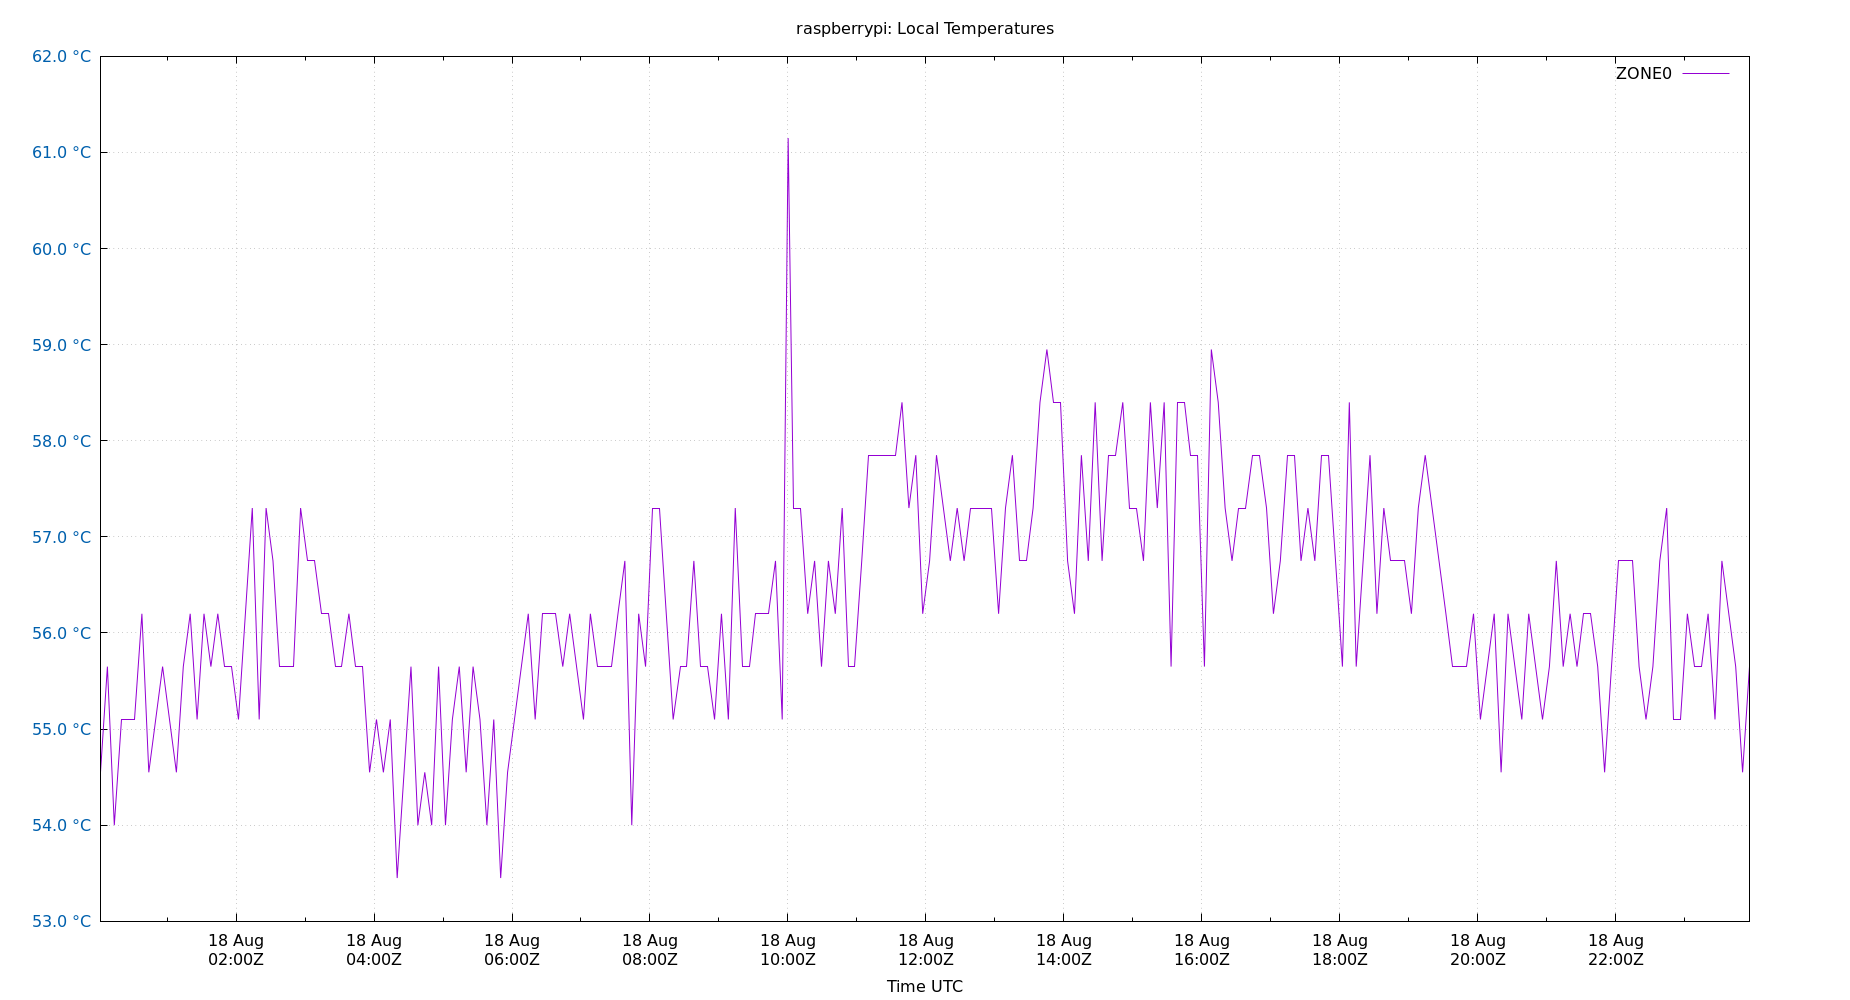 raspberrypi: Local Temperatures
62.0 °C
ZONE0
61.0 °C
60.0 °C
59.0 °C
58.0 °C
57.0 °C
56.0 °C
55.0 °C
54.0 °C
53.0 °C
18 Aug 18 Aug 18 Aug 18 Aug 18 Aug 18 Aug 18 Aug 18 Aug 18 Aug 18 Aug 18 Aug
02:00Z 04:00Z 06:00Z 08:00Z 10:00Z 12:00Z 14:00Z 16:00Z 18:00Z 20:00Z 22:00Z
Time UTC